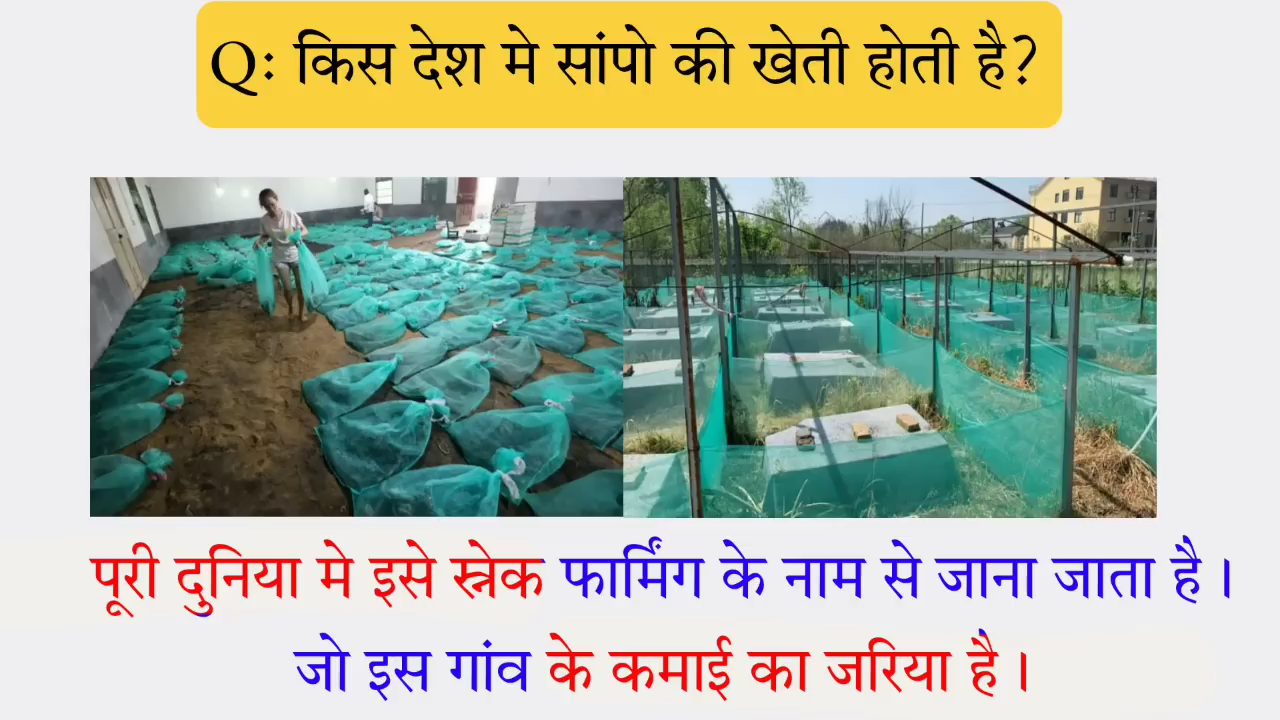 Q: किस देश मे सांपो की खेती होती है?
पूरी दुनिया मे इसे स्नेक फार्मिंग के नाम से जाना जाता है।
जो इस गांव के कमाई का जरिया है।